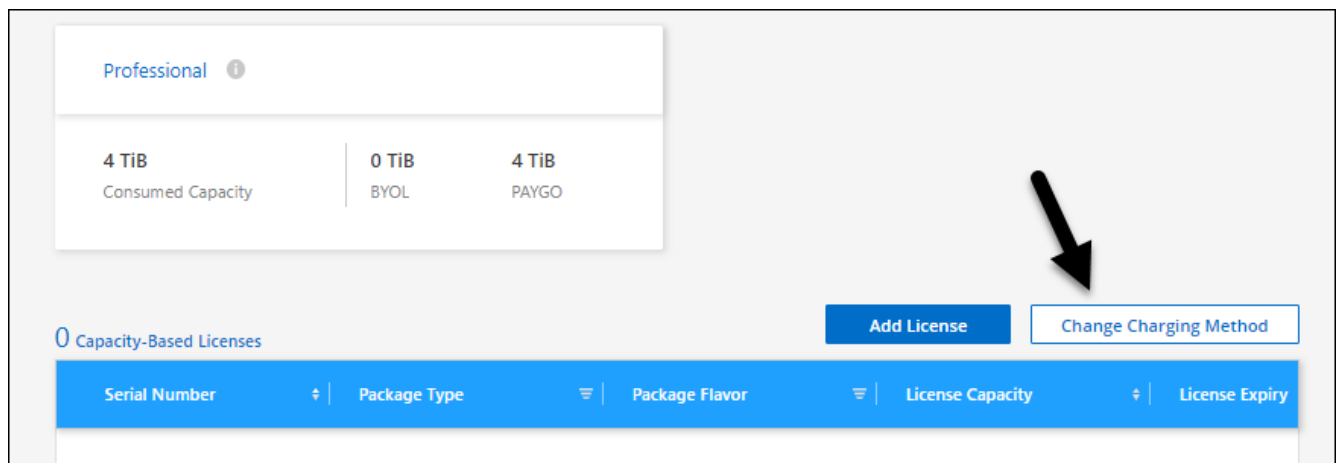 Professional
4 TiB 0 TiB 4 TiB
Consumed Capacity BYOL PAYGO
Add License Change Charging Method
0 Capacity-Based Licenses
Serial Number Package Type Package Flavor License Capacity License Expiry